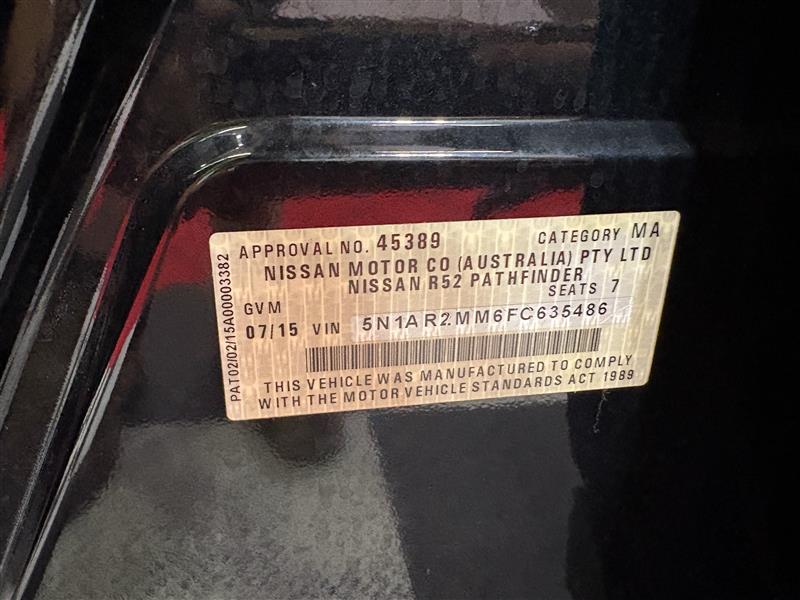 APPROVAL NO. 45389 CATEGORY MA
NISSAN MOTOR CO (AUSTRALIA) PTY LTD
NISSAN R52 PATHFINDER
GVM SEATS 7
07/15 VIN 5N1AR2MM6FC635486
THIS VEHICLE WAS MANUFACTURED TO COMPLY
WITH THE MOTOR VEHICLE STANDARDS ACT 1989
PAT02/02/15A00003382